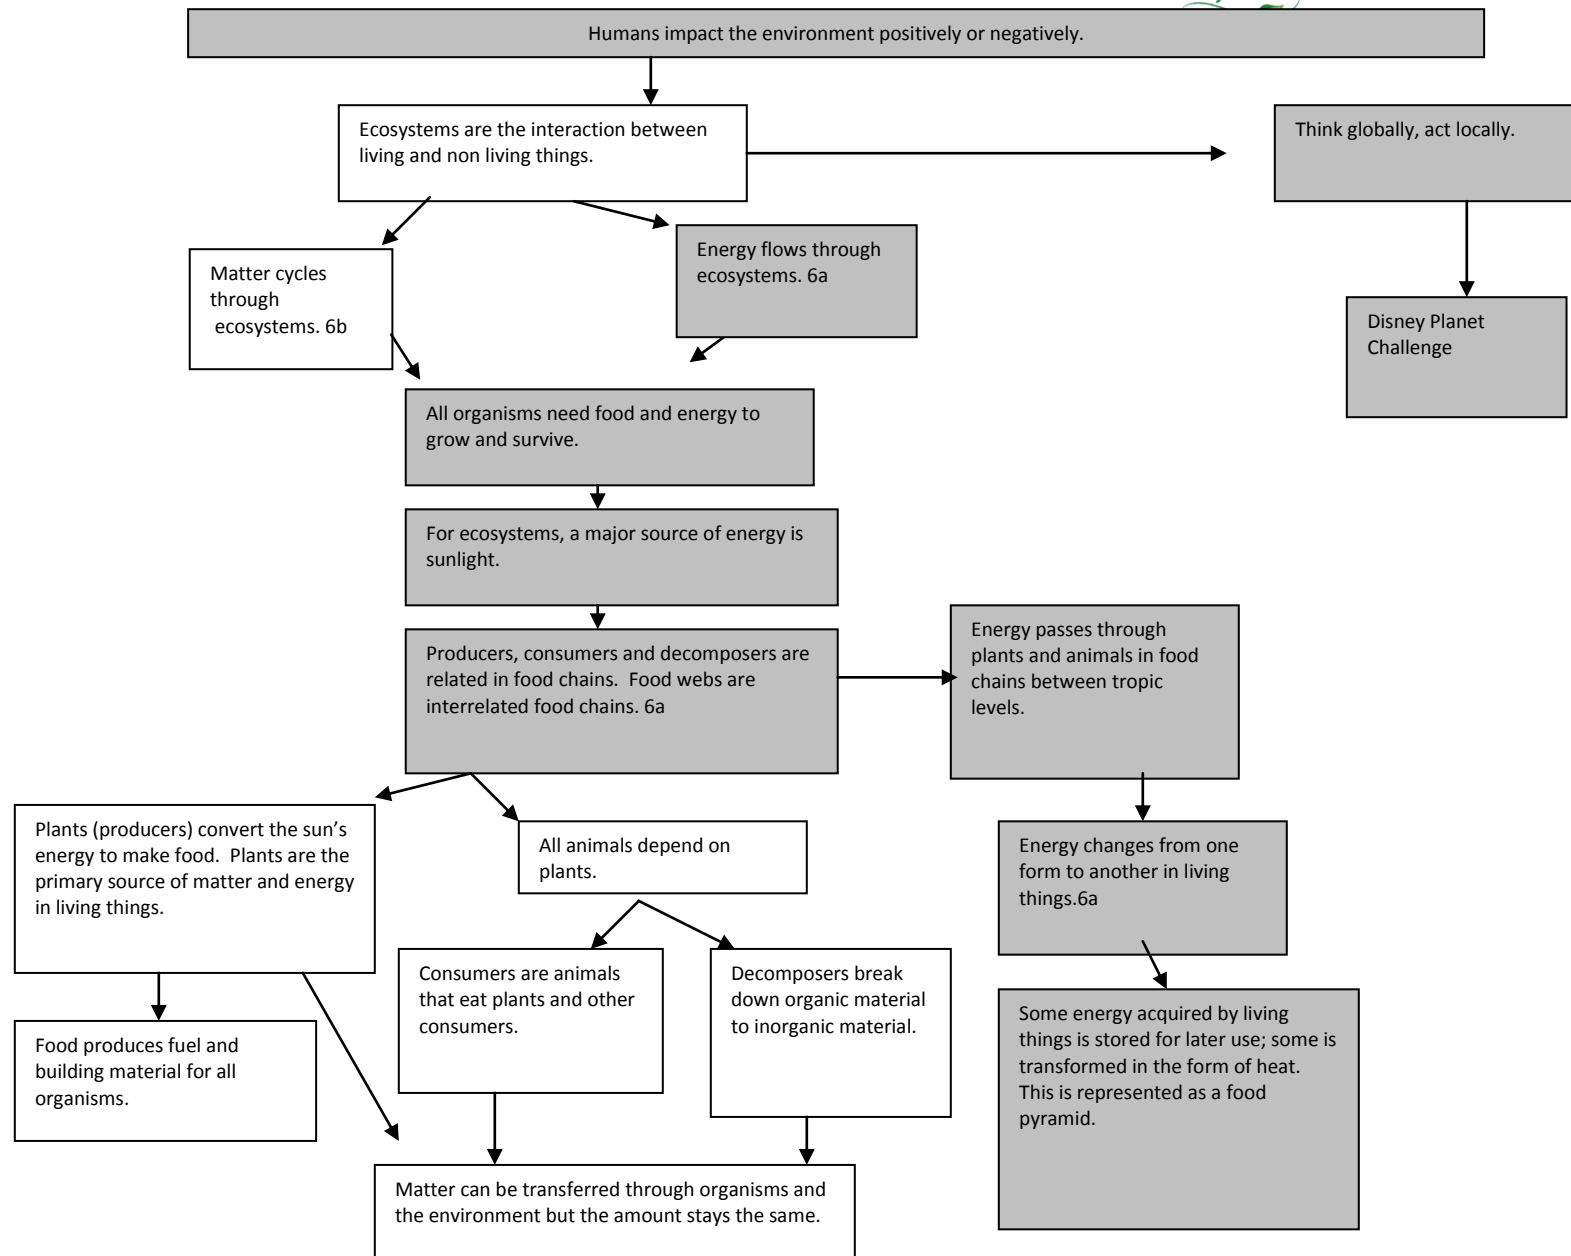 Humans impact the environment positively or negatively.
Ecosystems are the interaction between
living and non living things.
Think globally, act locally.
Matter cycles
through
ecosystems. 6b
Energy flows through
ecosystems. 6a
Disney Planet
Challenge
All organisms need food and energy to
grow and survive.
For ecosystems, a major source of energy is
sunlight.
Producers, consumers and decomposers are
related in food chains.  Food webs are
interrelated food chains. 6a
Energy passes through
plants and animals in food
chains between tropic
levels.
Plants (producers) convert the sun’s
energy to make food.  Plants are the
primary source of matter and energy
in living things.
All animals depend on
plants.
Energy changes from one
form to another in living
things.6a
Consumers are animals
that eat plants and other
consumers.
Decomposers break
down organic material
to inorganic material.
Food produces fuel and
building material for all
organisms.
Some energy acquired by living
things is stored for later use; some is
transformed in the form of heat.
This is represented as a food
pyramid.
Matter can be transferred through organisms and
the environment but the amount stays the same.